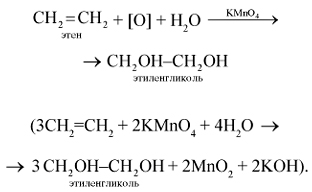 CH₂=CH₂ + [O] + H₂O KMnO₄ →
этен
→ CH₂OH–CH₂OH
этиленгликоль
(3CH₂=CH₂ + 2KMnO₄ + 4H₂O →
→ 3 CH₂OH–CH₂OH + 2MnO₂ + 2KOH).
этиленгликоль